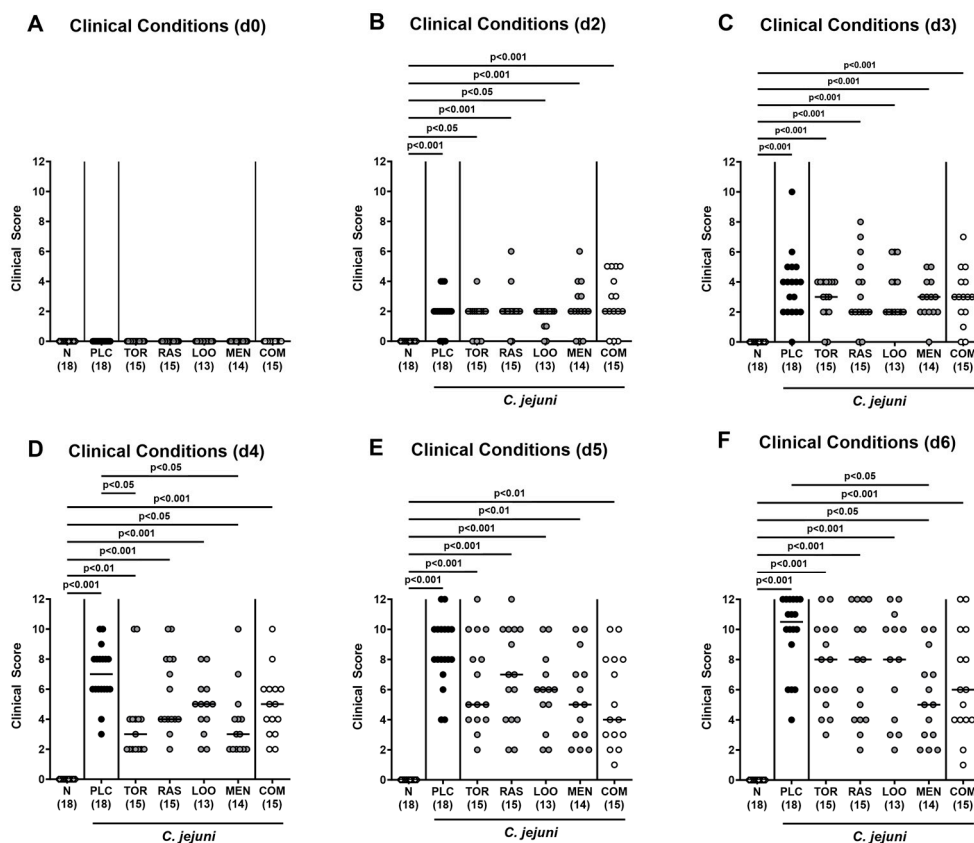 A Clinical Conditions (d0)
Clinical Score
12
10
8
6
4
2
0
N PLC TOR RAS LOO MEN COM
(18) (18) (15) (15) (13) (14) (15)
B Clinical Conditions (d2)
p<0.001
p<0.001
p<0.05
p<0.001
p<0.05
p<0.001
Clinical Score
12
10
8
6
4
2
0
N PLC TOR RAS LOO MEN COM
(18) (18) (15) (15) (13) (14) (15)
C. jejuni
C Clinical Conditions (d3)
p<0.001
p<0.001
p<0.001
p<0.001
p<0.001
p<0.001
Clinical Score
12
10
8
6
4
2
0
N PLC TOR RAS LOO MEN COM
(18) (18) (15) (15) (13) (14) (15)
C. jejuni
D Clinical Conditions (d4)
p<0.05
p<0.05
p<0.001
p<0.05
p<0.001
p<0.001
p<0.01
p<0.001
Clinical Score
12
10
8
6
4
2
0
N PLC TOR RAS LOO MEN COM
(18) (18) (15) (15) (13) (14) (15)
C. jejuni
E Clinical Conditions (d5)
p<0.01
p<0.01
p<0.001
p<0.001
p<0.001
p<0.001
Clinical Score
12
10
8
6
4
2
0
N PLC TOR RAS LOO MEN COM
(18) (18) (15) (15) (13) (14) (15)
C. jejuni
F Clinical Conditions (d6)
p<0.05
p<0.001
p<0.05
p<0.001
p<0.001
p<0.001
p<0.001
Clinical Score
12
10
8
6
4
2
0
N PLC TOR RAS LOO MEN COM
(18) (18) (15) (15) (13) (14) (15)
C. jejuni